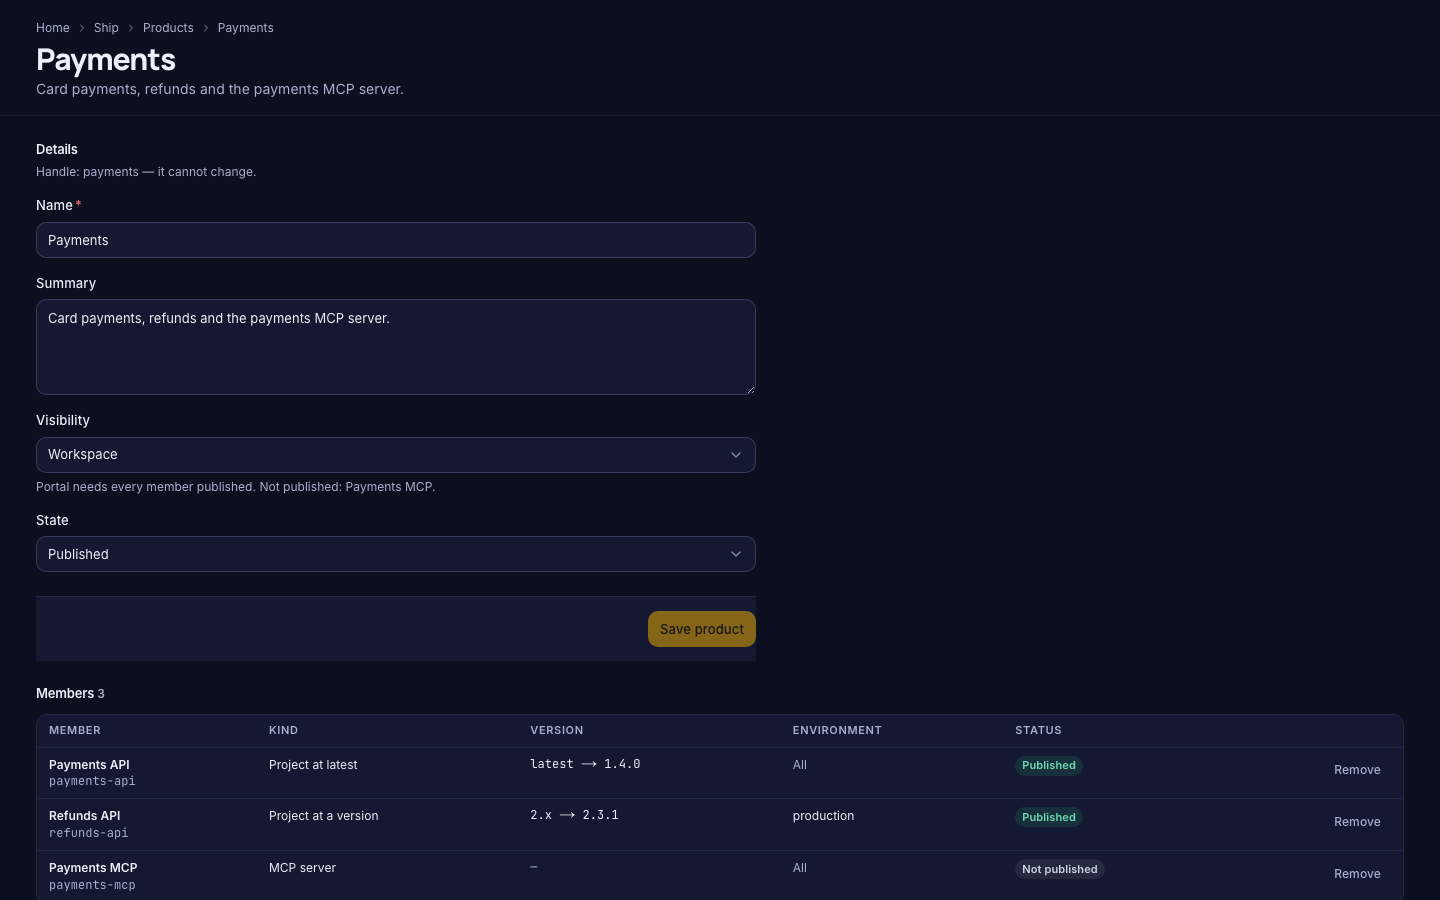 Home > Ship > Products > Payments
Payments
Card payments, refunds and the payments MCP server.
Details
Handle: payments — it cannot change.
Name *
Payments
Summary
Card payments, refunds and the payments MCP server.
Visibility
Workspace
Portal needs every member published. Not published: Payments MCP.
State
Published
Save product
Members 3
MEMBER KIND VERSION ENVIRONMENT STATUS
Payments API Project at latest latest → 1.4.0 All Published Remove
payments-api
Refunds API Project at a version 2.x → 2.3.1 production Published Remove
refunds-api
Payments MCP MCP server — All Not published Remove
payments-mcp